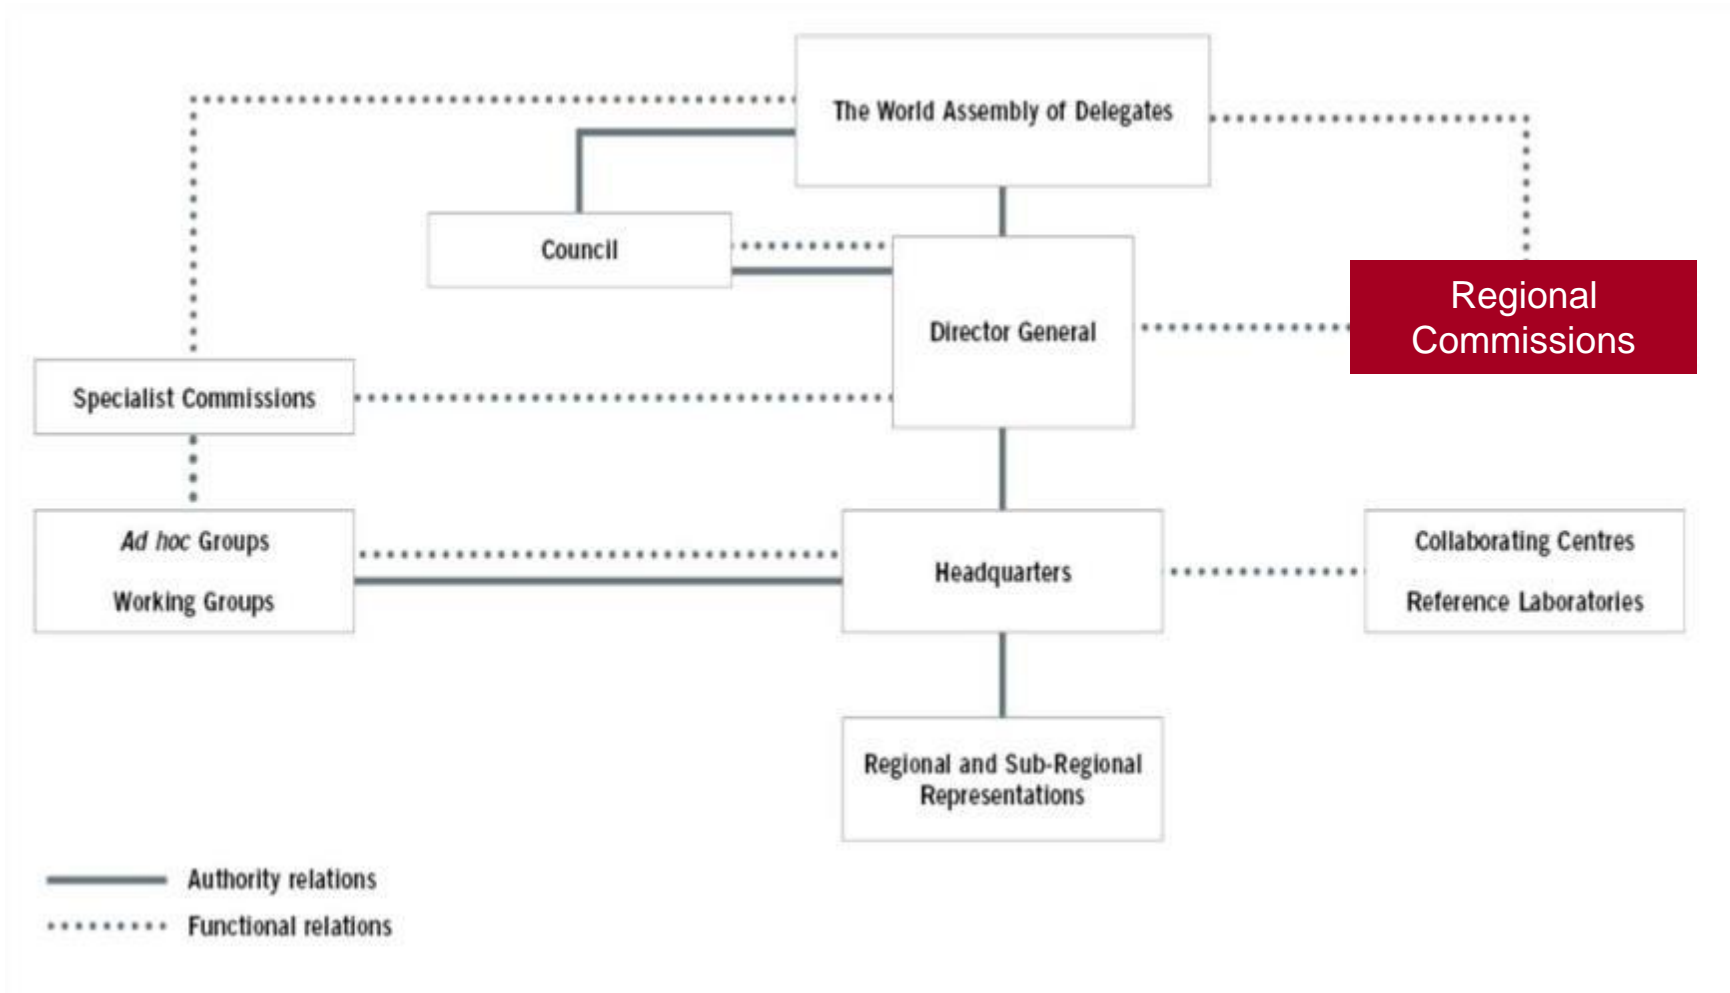 The World Assembly of Delegates
Council
Director General
Regional
Commissions
Specialist Commissions
Ad hoc Groups
Working Groups
Headquarters
Collaborating Centres
Reference Laboratories
Regional and Sub-Regional
Representations
Authority relations
Functional relations